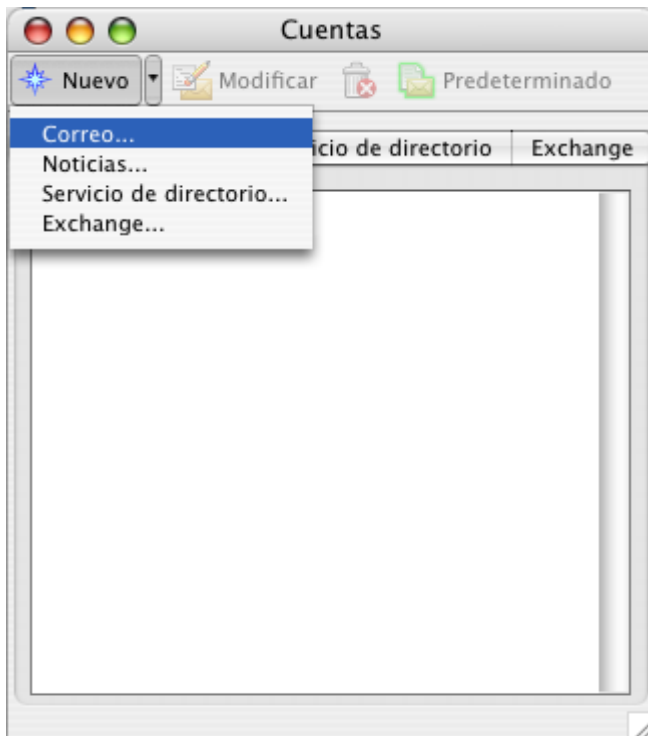 Cuentas
Nuevo Modificar Predeterminado
Correo...
Noticias...
Servicio de directorio...
Exchange...
icio de directorio Exchange